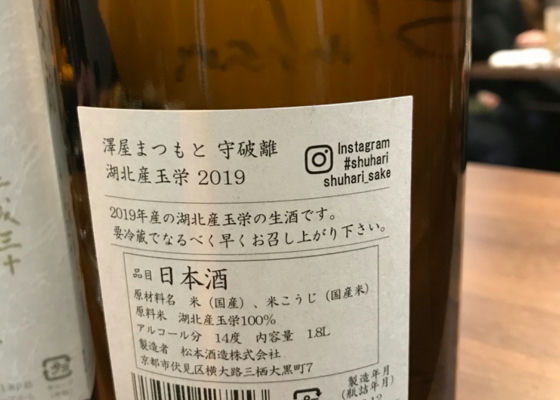 澤屋まつもと 守破離
湖北産玉栄 2019
Instagram
#shuhari
shuhari_sake
2019年産の湖北産玉栄の生酒です。
要冷蔵でなるべく早くお召し上がり下さい。
品目 日本酒
原材料名 米（国産）、米こうじ（国産米）
原料米 湖北産玉栄100%
アルコール分 14度 内容量 1.8L
製造者 松本酒造株式会社
京都市伏見区横大路三栖大黒町7
製造年月
（瓶詰年月）